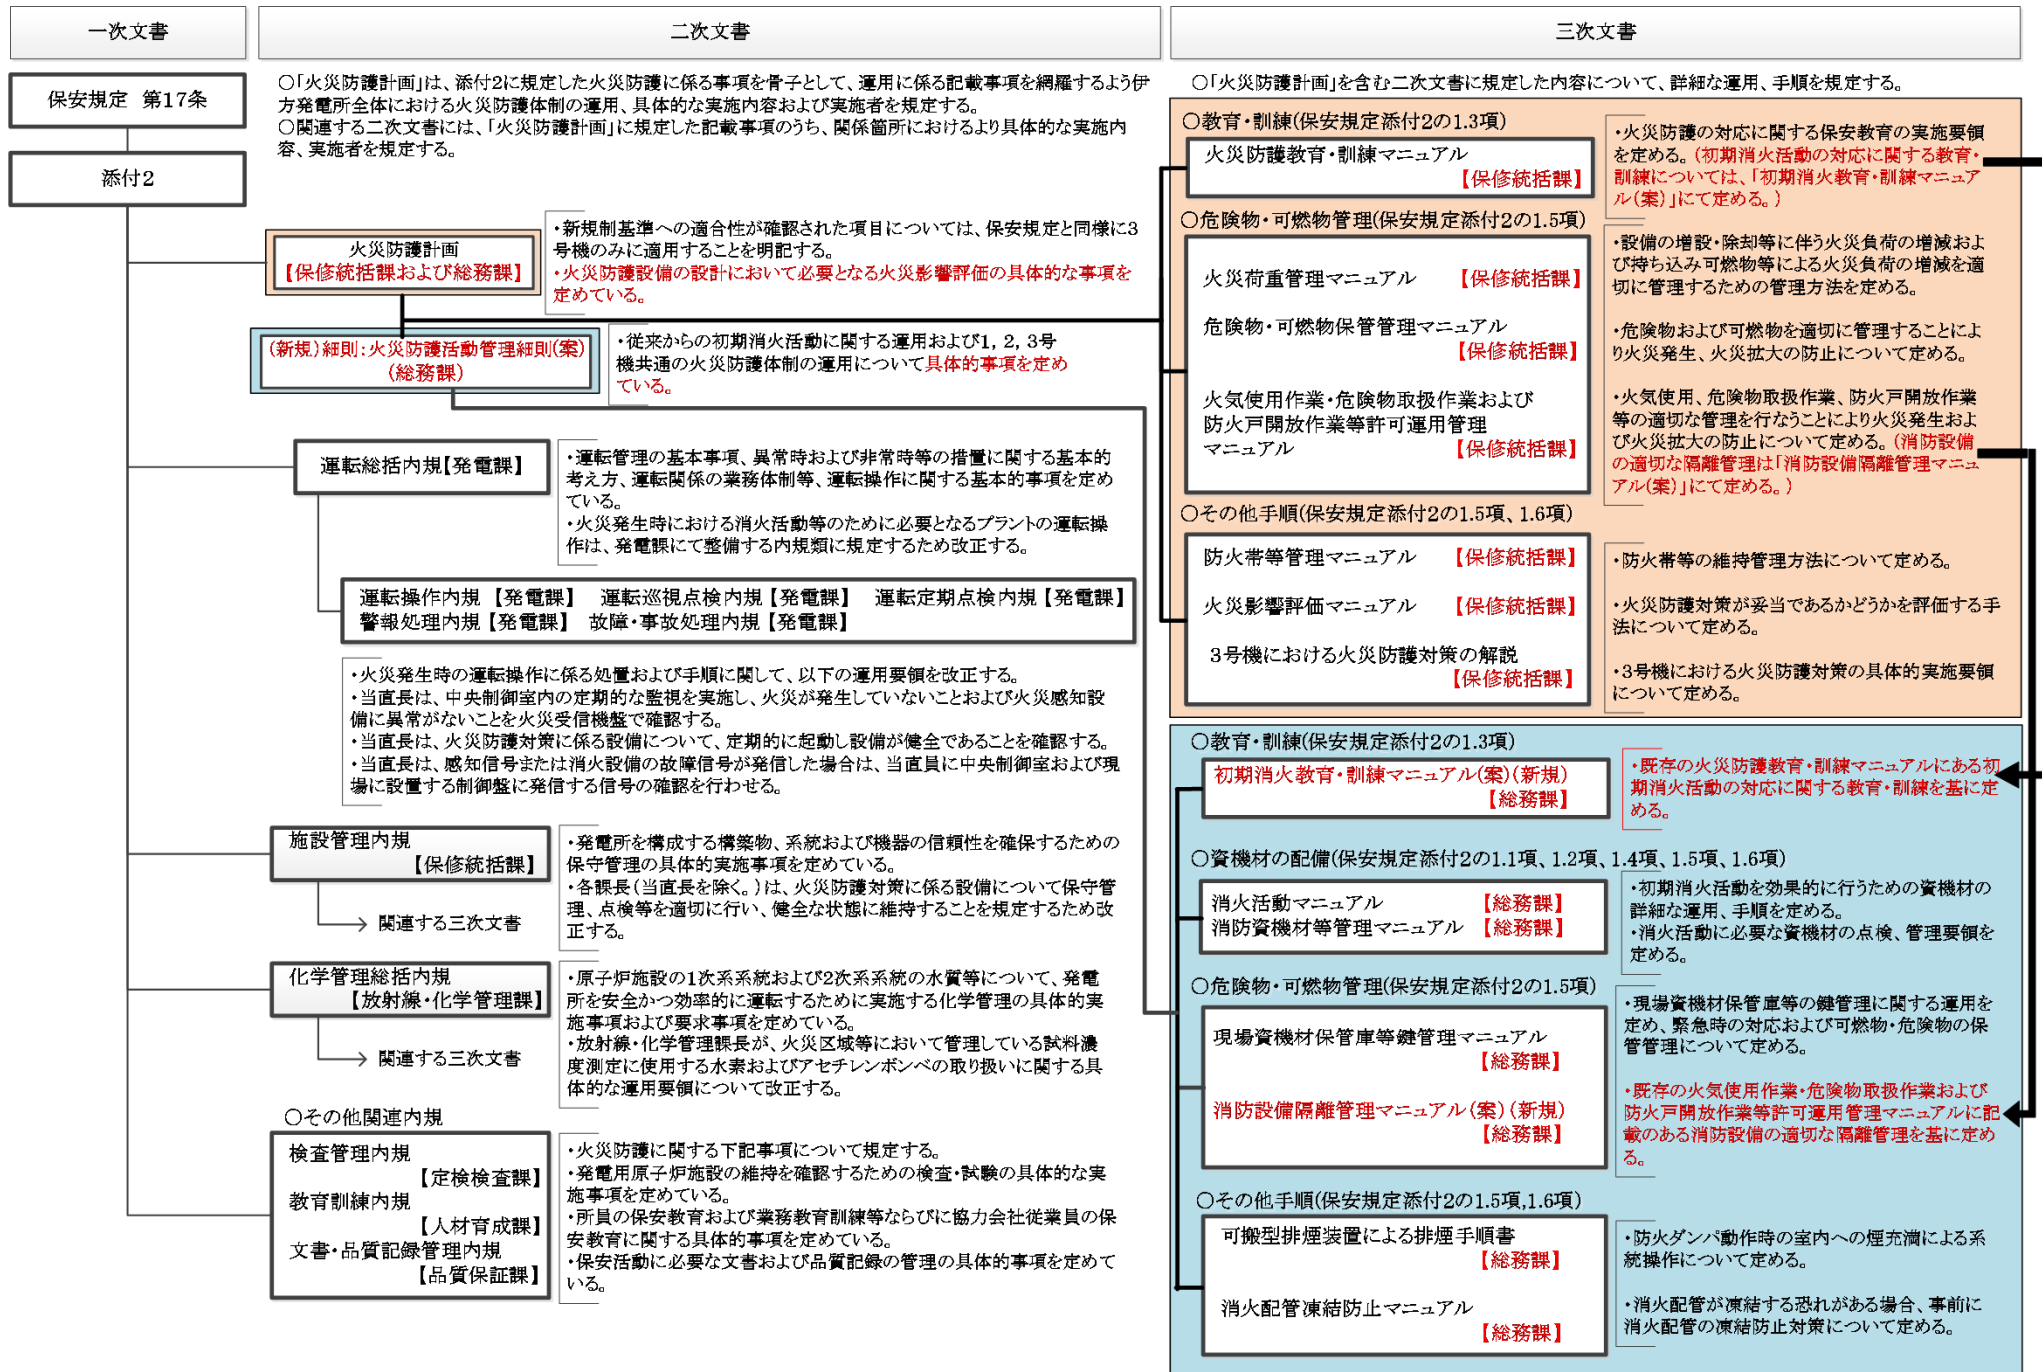 一次文書
二次文書
三次文書
保安規定　第17条
添付2
○「火災防護計画」は、添付2に規定した火災防護に係る事項を骨子として、運用に係る記載事項を網羅するよう伊
方発電所全体における火災防護体制の運用、具体的な実施内容および実施者を規定する。
○関連する二次文書には、「火災防護計画」に規定した記載事項のうち、関係箇所におけるより具体的な実施内
容、実施者を規定する。
火災防護計画
【保修統括課および総務課】
・新規制基準への適合性が確認された項目については、保安規定と同様に3
号機のみに適用することを明記する。
・火災防護設備の設計において必要となる火災影響評価の具体的な事項を
定めている。
(新規)細則:火災防護活動管理細則(案)
(総務課)
・従来からの初期消火活動に関する運用および1, 2, 3号
機共通の火災防護体制の運用について具体的事項を定め
ている。
運転総括内規【発電課】
・運転管理の基本事項、異常時および非常時等の措置に関する基本的
考え方、運転関係の業務体制等、運転操作に関する基本的事項を定め
ている。
・火災発生時における消火活動等のために必要となるプラントの運転操
作は、発電課にて整備する内規類に規定するため改正する。
運転操作内規 【発電課】　運転巡視点検内規【発電課】　運転定期点検内規【発電課】
警報処理内規【発電課】　故障・事故処理内規【発電課】
・火災発生時の運転操作に係る処置および手順に関して、以下の運用要領を改正する。
・当直長は、中央制御室内の定期的な監視を実施し、火災が発生していないことおよび火災感知設
備に異常がないことを火災受信機盤で確認する。
・当直長は、火災防護対策に係る設備について、定期的に起動し設備が健全であることを確認する。
・当直長は、感知信号または消火設備の故障信号が発信した場合は、当直員に中央制御室および現
場に設置する制御盤に発信する信号の確認を行わせる。
施設管理内規
【保修統括課】
→ 関連する三次文書
・発電所を構成する構築物、系統および機器の信頼性を確保するための
保守管理の具体的実施事項を定めている。
・各課長(当直長を除く。)は、火災防護対策に係る設備について保守管
理、点検等を適切に行い、健全な状態に維持することを規定するため改
正する。
化学管理総括内規
【放射線・化学管理課】
→ 関連する三次文書
・原子炉施設の1次系系統および2次系系統の水質等について、発電
所を安全かつ効率的に運転するために実施する化学管理の具体的実
施事項および要求事項を定めている。
・放射線・化学管理課長が、火災区域等において管理している試料濃
度測定に使用する水素およびアセチレンボンベの取り扱いに関する具
体的な運用要領について改正する。
○その他関連内規
検査管理内規
【定検検査課】
教育訓練内規
【人材育成課】
文書・品質記録管理内規
【品質保証課】
・火災防護に関する下記事項について規定する。
・発電用原子炉施設の維持を確認するための検査・試験の具体的な実
施事項を定めている。
・所員の保安教育および業務教育訓練等ならびに協力会社従業員の保
安教育に関する具体的事項を定めている。
・保安活動に必要な文書および品質記録の管理の具体的事項を定めて
いる。
○「火災防護計画」を含む二次文書に規定した内容について、詳細な運用、手順を規定する。
○教育・訓練(保安規定添付2の1.3項)
火災防護教育・訓練マニュアル
【保修統括課】
・火災防護の対応に関する保安教育の実施要領
を定める。(初期消火活動の対応に関する教育・
訓練については、「初期消火教育・訓練マニュア
ル(案)」にて定める。)
○危険物・可燃物管理(保安規定添付2の1.5項)
火災荷重管理マニュアル　【保修統括課】
危険物・可燃物保管管理マニュアル
【保修統括課】
火気使用作業・危険物取扱作業および
防火戸開放作業等許可運用管理
マニュアル　【保修統括課】
・設備の増設・除却等に伴う火災負荷の増減およ
び持ち込み可燃物等による火災負荷の増減を適
切に管理するための管理方法を定める。
・危険物および可燃物を適切に管理することによ
り火災発生、火災拡大の防止について定める。
・火気使用、危険物取扱作業、防火戸開放作業
等の適切な管理を行なうことにより火災発生およ
び火災拡大の防止について定める。(消防設備
の適切な隔離管理は「消防設備隔離管理マニュ
アル(案)」にて定める。)
○その他手順(保安規定添付2の1.5項、1.6項)
防火帯等管理マニュアル　【保修統括課】
火災影響評価マニュアル　【保修統括課】
3号機における火災防護対策の解説
【保修統括課】
・防火帯等の維持管理方法について定める。
・火災防護対策が妥当であるかどうかを評価する手
法について定める。
・3号機における火災防護対策の具体的実施要領
について定める。
○教育・訓練(保安規定添付2の1.3項)
初期消火教育・訓練マニュアル(案)(新規)
【総務課】
・既存の火災防護教育・訓練マニュアルにある初
期消火活動の対応に関する教育・訓練を基に定
める。
○資機材の配備(保安規定添付2の1.1項、1.2項、1.4項、1.5項、1.6項)
消火活動マニュアル　【総務課】
消防資機材等管理マニュアル　【総務課】
・初期消火活動を効果的に行うための資機材の
詳細な運用、手順を定める。
・消火活動に必要な資機材の点検、管理要領を
定める。
○危険物・可燃物管理(保安規定添付2の1.5項)
現場資機材保管庫等鍵管理マニュアル
【総務課】
消防設備隔離管理マニュアル(案)(新規)
【総務課】
・現場資機材保管庫等の鍵管理に関する運用を
定め、緊急時の対応および可燃物・危険物の保
管管理について定める。
・既存の火気使用作業・危険物取扱作業および
防火戸開放作業等許可運用管理マニュアルに記
載のある消防設備の適切な隔離管理を基に定め
る。
○その他手順(保安規定添付2の1.5項,1.6項)
可搬型排煙装置による排煙手順書
【総務課】
消火配管凍結防止マニュアル
【総務課】
・防火ダンパ動作時の室内への煙充満による系
統操作について定める。
・消火配管が凍結する恐れがある場合、事前に
消火配管の凍結防止対策について定める。